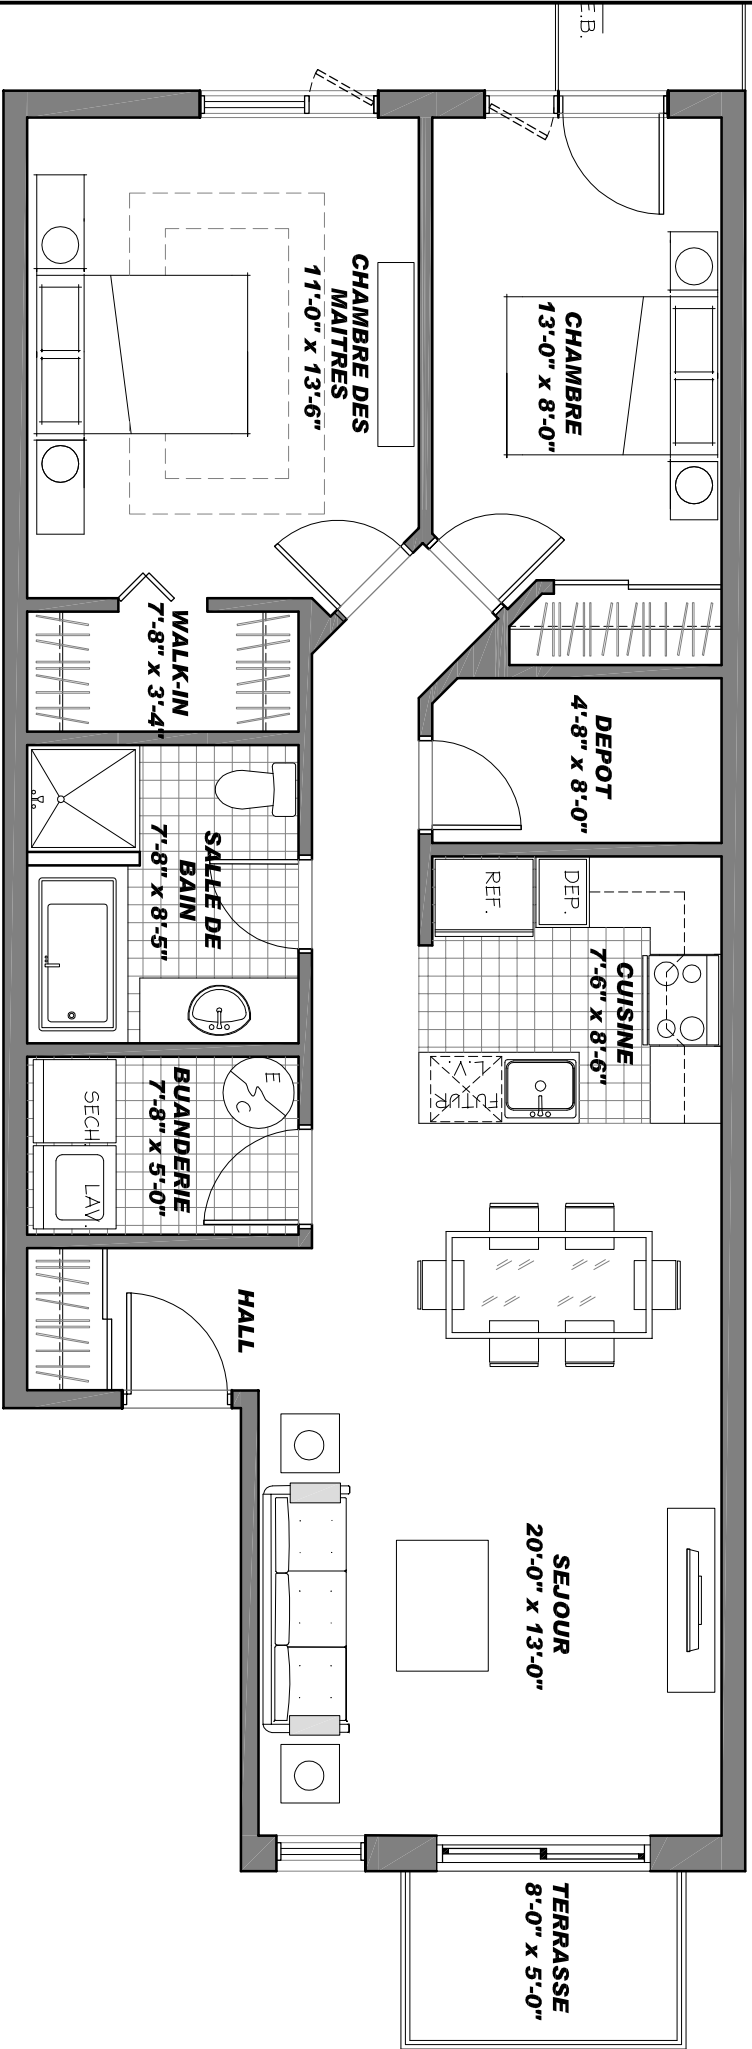 E.B.
CHAMBRE
13'-0" x 8'-0"
CHAMBRE DES
MAITRES
11'-0" x 13'-6"
WALK-IN
7'-8" x 3'-4"
DEPOT
4'-8" x 8'-0"
SALLE DE
BAIN
7'-8" x 8'-5"
REF.
DEP.
CUISINE
7'-6" x 8'-6"
FUTUR
L.V.
BUANDERIE
7'-8" x 5'-0"
E
S
C
SECH.
LAV.
HALL
SEJOUR
20'-0" x 13'-0"
TERRASSE
8'-0" x 5'-0"